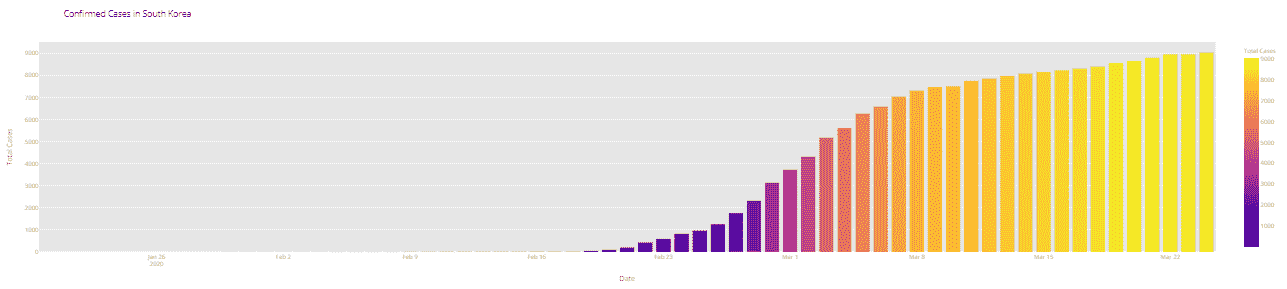 Confirmed Cases in South Korea
Total Cases
9000
8000
7000
6000
5000
4000
3000
2000
1000
0
Jan 26
2020
Feb 2
Feb 9
Feb 16
Feb 23
Mar 1
Mar 8
Mar 15
Mar 22
Date
Total Cases
9000
8000
7000
6000
5000
4000
3000
2000
1000